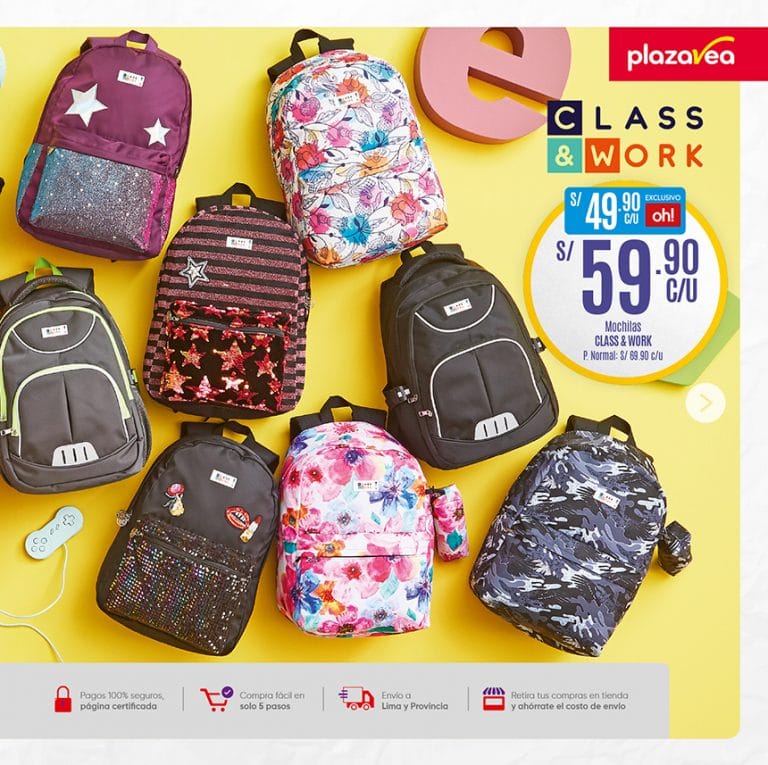 e
plazavea
CLASS
& WORK
S/ 49.90 c/u EXCLUSIVO oh!
S/ 59.90 C/U
Mochilas
CLASS & WORK
P. Normal: S/ 69.90 c/u
Pagos 100% seguros,
página certificada
Compra fácil en
solo 5 pasos
Envío a
Lima y Provincia
Retira tus compras en tienda
y ahórrate el costo de envío